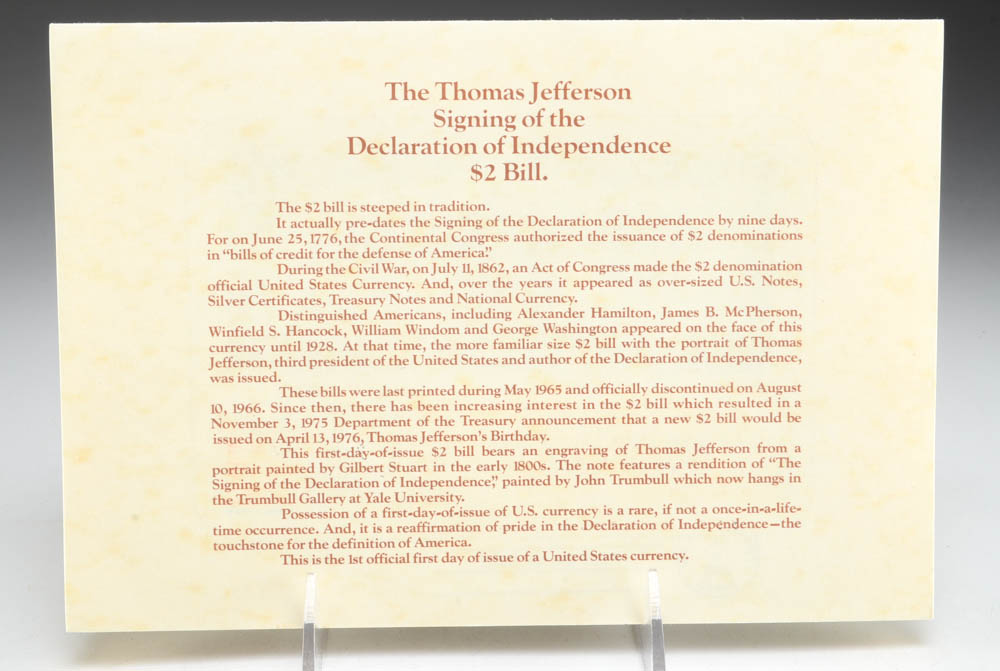 The Thomas Jefferson
Signing of the
Declaration of Independence
$2 Bill.
The $2 bill is steeped in tradition.
It actually pre-dates the Signing of the Declaration of Independence by nine days.
For on June 25, 1776, the Continental Congress authorized the issuance of $2 denominations
in “bills of credit for the defense of America.”
During the Civil War, on July 11, 1862, an Act of Congress made the $2 denomination
official United States Currency. And, over the years it appeared as over-sized U.S. Notes,
Silver Certificates, Treasury Notes and National Currency.
Distinguished Americans, including Alexander Hamilton, James B. McPherson,
Winfield S. Hancock, William Windom and George Washington appeared on the face of this
currency until 1928. At that time, the more familiar size $2 bill with the portrait of Thomas
Jefferson, third president of the United States and author of the Declaration of Independence,
was issued.
These bills were last printed during May 1965 and officially discontinued on August
10, 1966. Since then, there has been increasing interest in the $2 bill which resulted in a
November 3, 1975 Department of the Treasury announcement that a new $2 bill would be
issued on April 13, 1976, Thomas Jefferson's Birthday.
This first-day-of-issue $2 bill bears an engraving of Thomas Jefferson from a
portrait painted by Gilbert Stuart in the early 1800s. The note features a rendition of “The
Signing of the Declaration of Independence,” painted by John Trumbull which now hangs in
the Trumbull Gallery at Yale University.
Possession of a first-day-of-issue of U.S. currency is a rare, if not a once-in-a-life-
time occurrence. And, it is a reaffirmation of pride in the Declaration of Independence—the
touchstone for the definition of America.
This is the 1st official first day of issue of a United States currency.